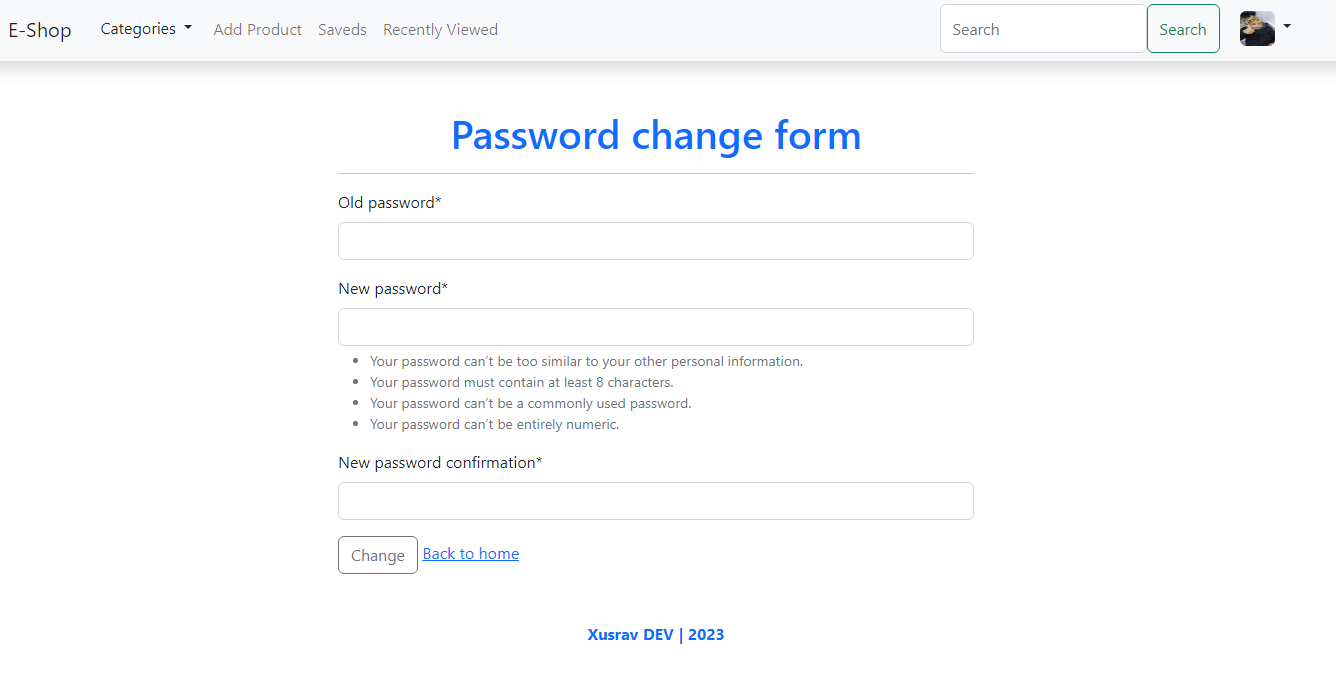 E-Shop Categories Add Product Saveds Recently Viewed Search Search
Password change form
Old password*
New password*
Your password can’t be too similar to your other personal information.
Your password must contain at least 8 characters.
Your password can’t be a commonly used password.
Your password can’t be entirely numeric.
New password confirmation*
Change Back to home
Xusrav DEV | 2023